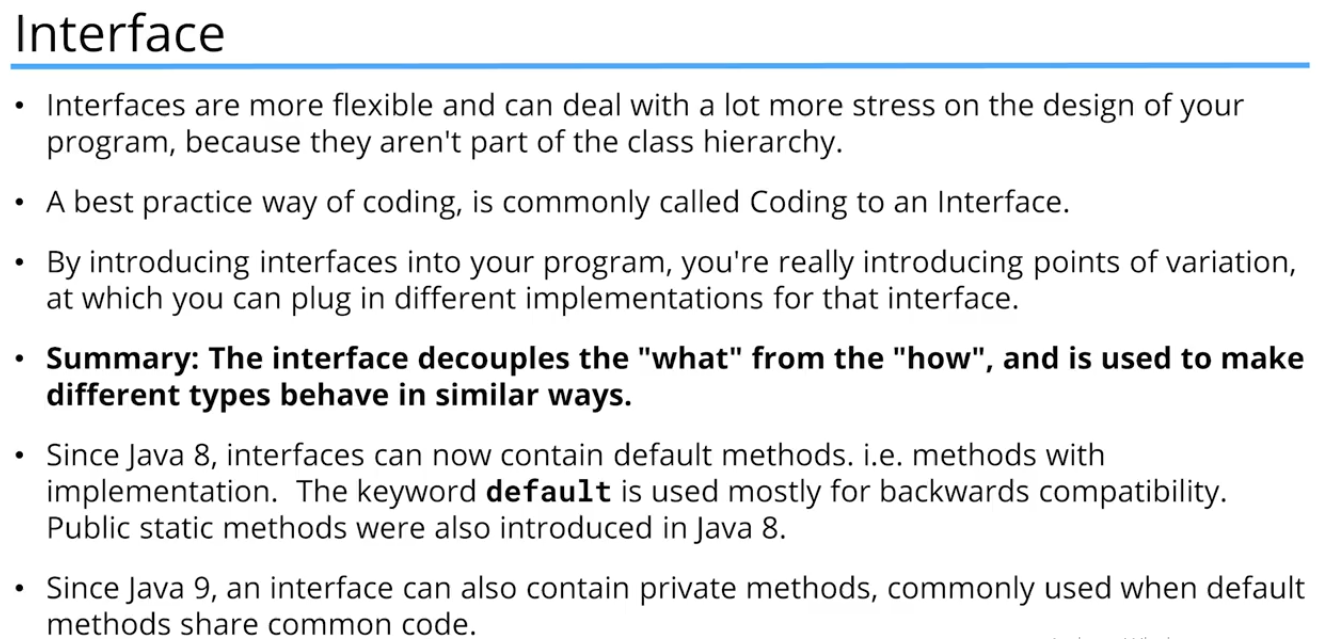 Interface
• Interfaces are more flexible and can deal with a lot more stress on the design of your
program, because they aren't part of the class hierarchy.
• A best practice way of coding, is commonly called Coding to an Interface.
• By introducing interfaces into your program, you're really introducing points of variation,
at which you can plug in different implementations for that interface.
• Summary: The interface decouples the "what" from the "how", and is used to make
different types behave in similar ways.
• Since Java 8, interfaces can now contain default methods. i.e. methods with
implementation.  The keyword default is used mostly for backwards compatibility.
Public static methods were also introduced in Java 8.
• Since Java 9, an interface can also contain private methods, commonly used when default
methods share common code.